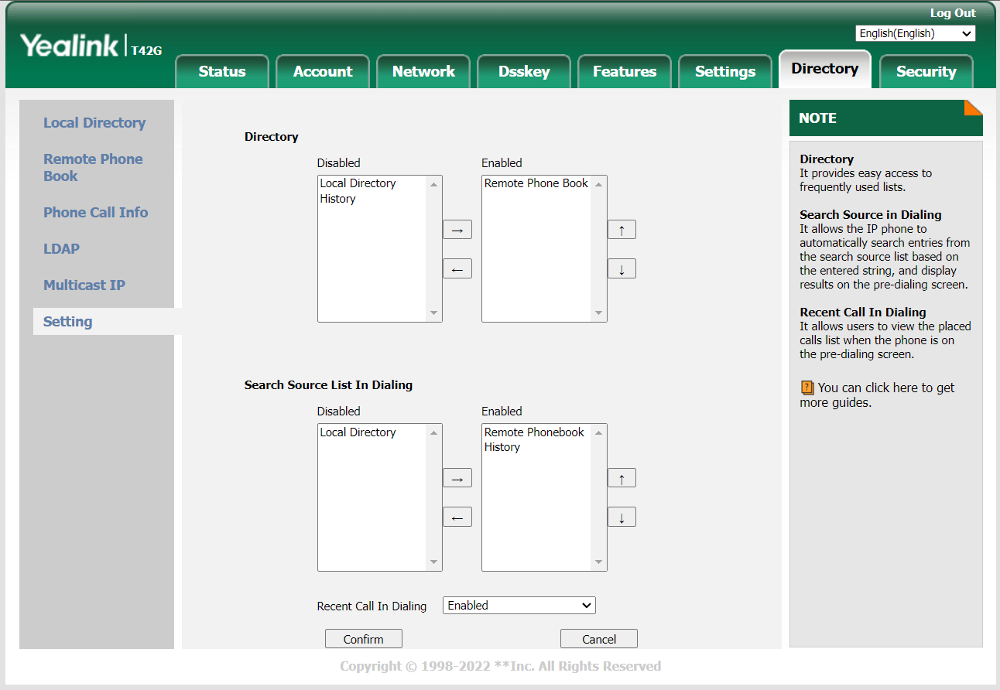 Log Out
English(English)
Yealink T42G
Status Account Network Dsskey Features Settings Directory Security
Local Directory
Remote Phone
Book
Phone Call Info
LDAP
Multicast IP
Setting
Directory
Disabled Enabled
Local Directory
History
Remote Phone Book
→
←
↑
↓
Search Source List In Dialing
Disabled Enabled
Local Directory
Remote Phonebook
History
→
←
↑
↓
Recent Call In Dialing Enabled
Confirm Cancel
NOTE
Directory
It provides easy access to
frequently used lists.
Search Source in Dialing
It allows the IP phone to
automatically search entries from
the search source list based on
the entered string, and display
results on the pre-dialing screen.
Recent Call In Dialing
It allows users to view the placed
calls list when the phone is on
the pre-dialing screen.
? You can click here to get
more guides.
Copyright © 1998-2022 **Inc. All Rights Reserved